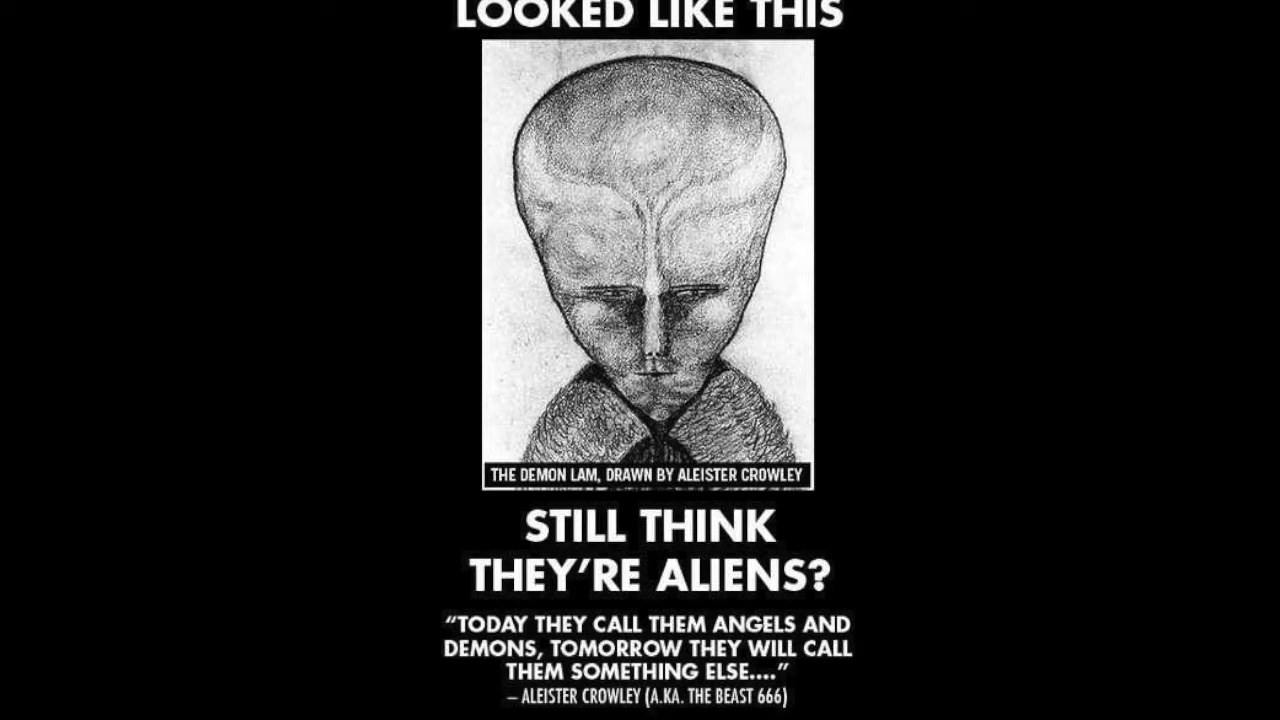 LOOKED LIKE THIS
THE DEMON LAM, DRAWN BY ALEISTER CROWLEY
STILL THINK
THEY'RE ALIENS?
“TODAY THEY CALL THEM ANGELS AND
DEMONS, TOMORROW THEY WILL CALL
THEM SOMETHING ELSE....”
– ALEISTER CROWLEY (A.KA. THE BEAST 666)